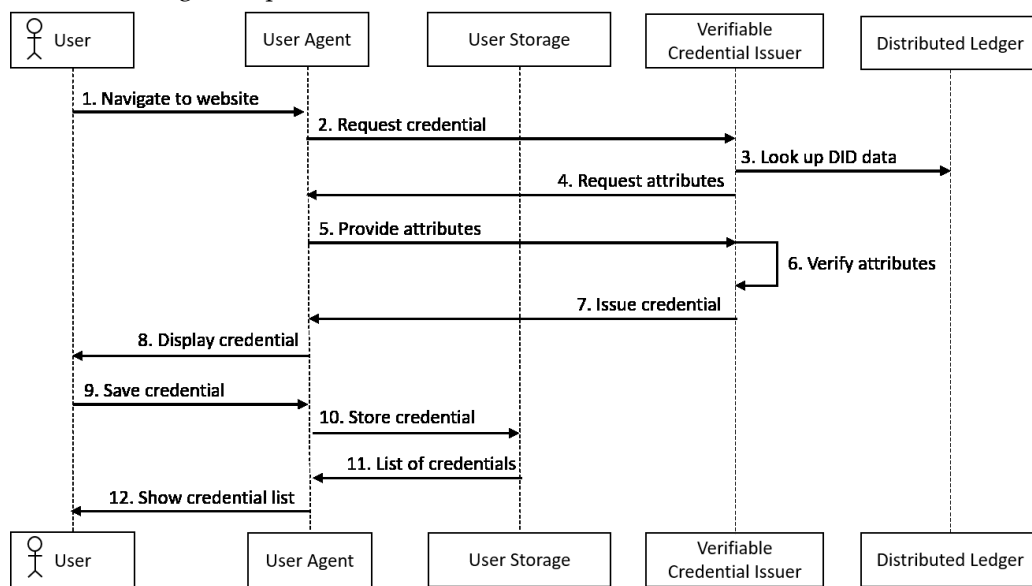 User
User Agent
User Storage
Verifiable
Credential Issuer
Distributed Ledger
1. Navigate to website
2. Request credential
3. Look up DID data
4. Request attributes
5. Provide attributes
6. Verify attributes
7. Issue credential
8. Display credential
9. Save credential
10. Store credential
11. List of credentials
12. Show credential list
User
User Agent
User Storage
Verifiable
Credential Issuer
Distributed Ledger